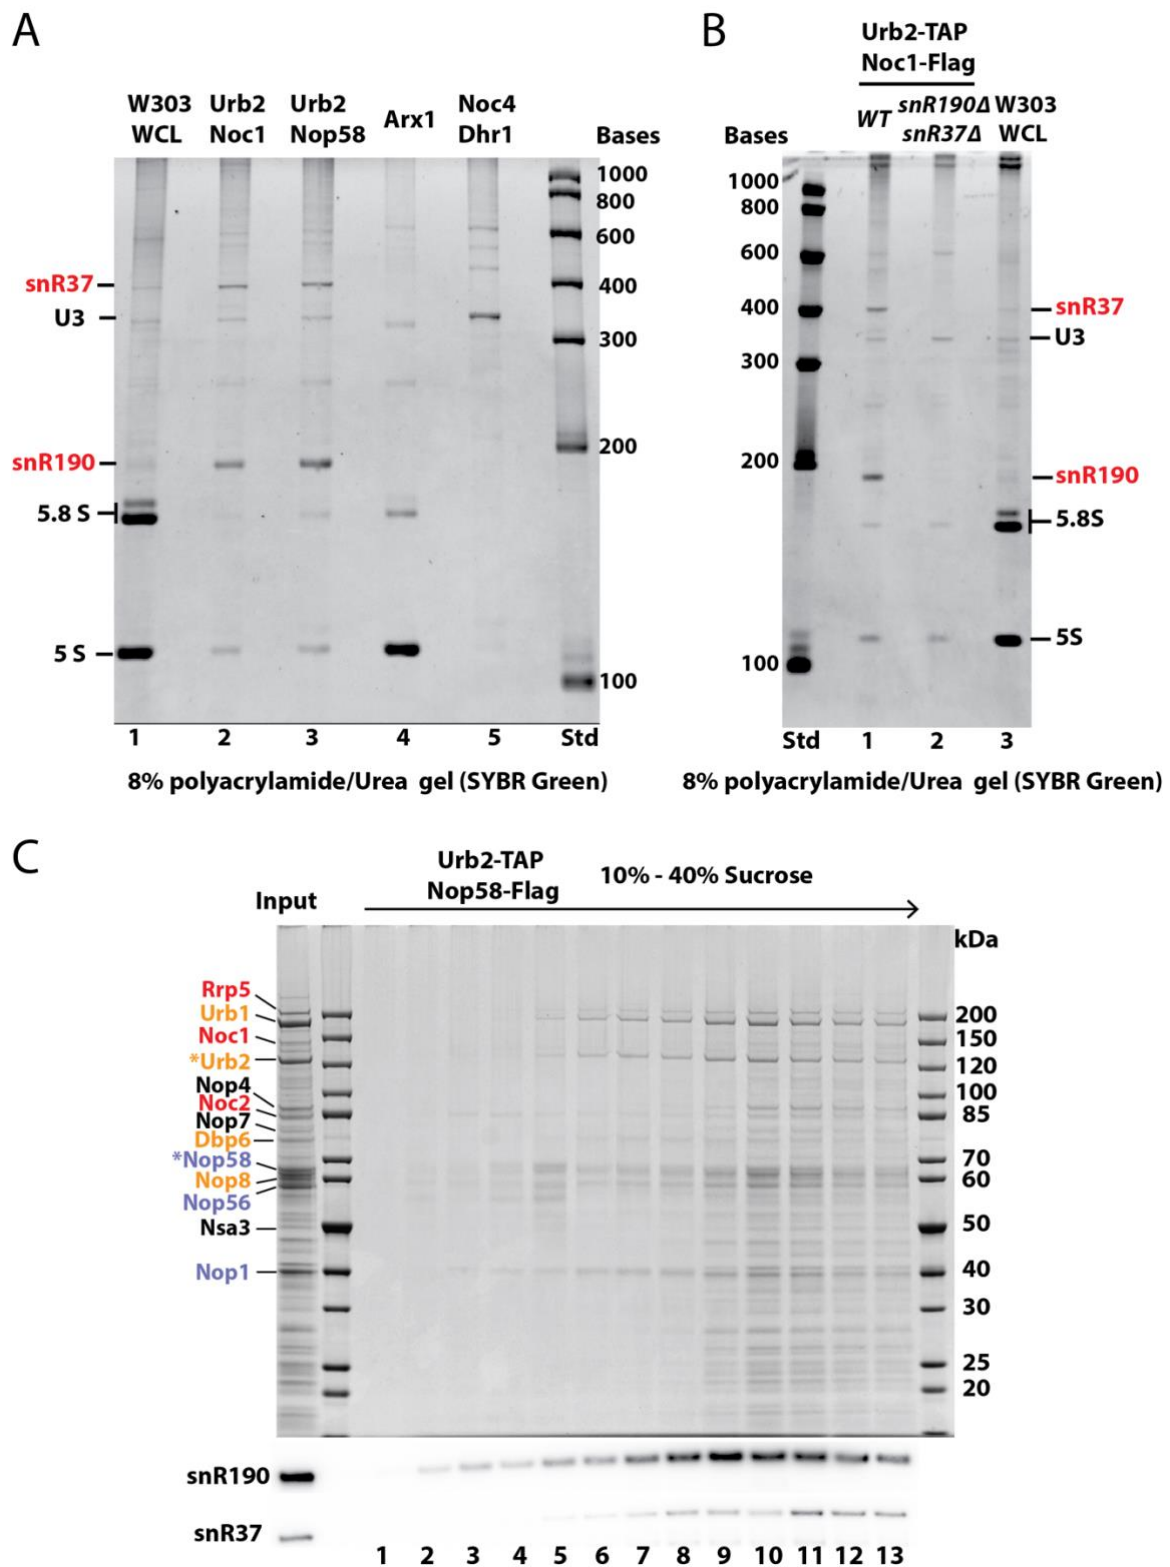 A
W303 WCL
Urb2 Noc1
Urb2 Nop58
Arx1
Noc4 Dhr1
Bases
1000
800
600
snR37
400
U3
300
200
snR190
5.8 S
5 S
100
1 2 3 4 5 Std
8% polyacrylamide/Urea gel (SYBR Green)
B
Urb2-TAP
Noc1-Flag
Bases
WT
snR190Δ snR37Δ
W303 WCL
1000
800
600
400
snR37
U3
300
200
snR190
5.8S
5S
100
Std 1 2 3
8% polyacrylamide/Urea gel (SYBR Green)
C
Urb2-TAP
Nop58-Flag
10% - 40% Sucrose
Input
kDa
Rrp5
Urb1
Noc1
*Urb2
Nop4
Noc2
Nop7
Dbp6
*Nop58
Nop8
Nop56
Nsa3
Nop1
200
150
120
100
85
70
60
50
40
30
25
20
snR190
snR37
1 2 3 4 5 6 7 8 9 10 11 12 13